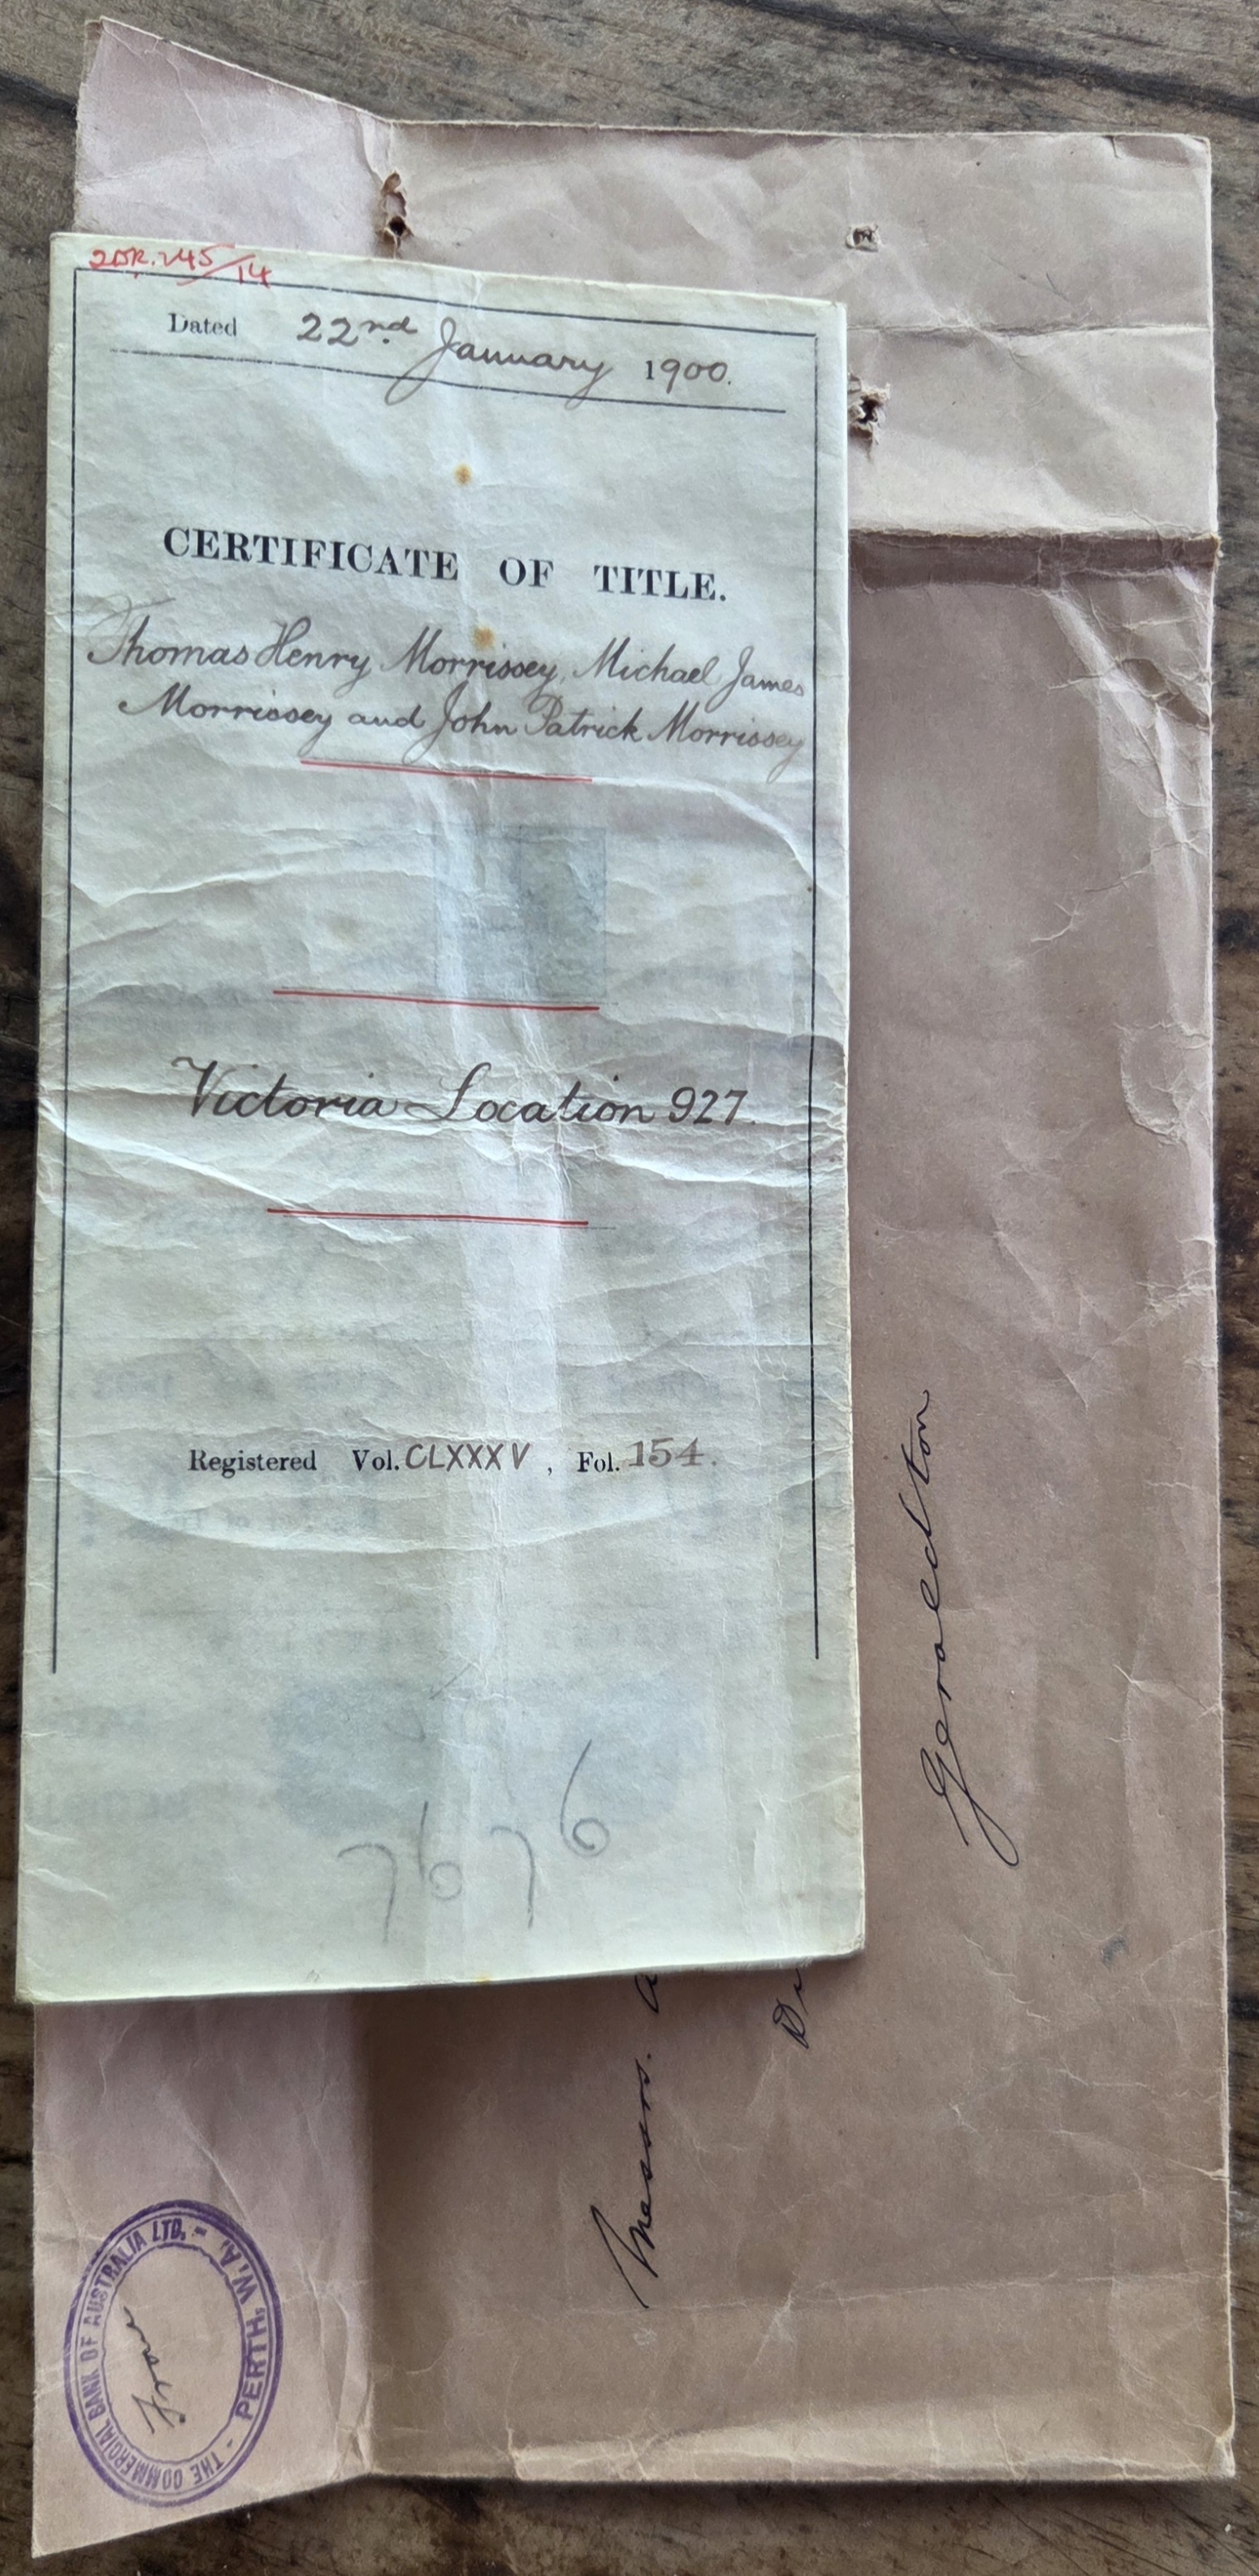 245/14
Dated 22nd January 1900.
CERTIFICATE OF TITLE.
Thomas Henry Morrissey, Michael James
Morrissey and John Patrick Morrissey
Victoria Location 927.
Registered Vol. CLXXXV, Fol. 154.
7676
Geraldton
Messrs.
THE COMMERCIAL BANK OF AUSTRALIA LTD. - PERTH, W.A. -
From